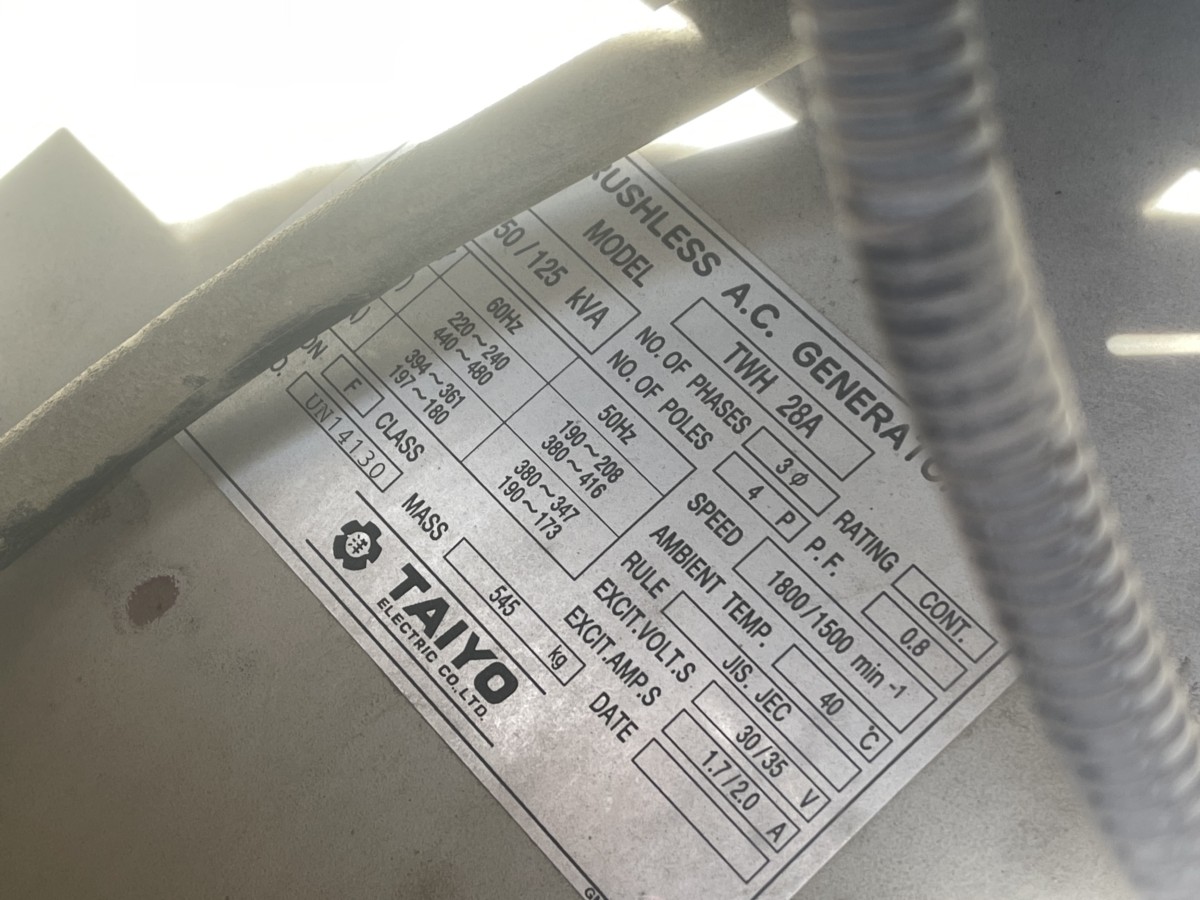 RUSHLESS A.C. GENERATO
MODEL TWH 28A
50/125 kVA
NO. OF PHASES 3φ RATING CONT.
NO. OF POLES 4 P P.F. 0.8
60Hz 50Hz SPEED 1800/1500 min -1
220~240 190~208 AMBIENT TEMP. 40 ℃
440~480 380~416 RULE JIS. JEC
394~361 380~347 EXCIT.VOLT.S 30/35 V
197~180 190~173 EXCIT.AMP.S 1.7/2.0 A
ON F CLASS MASS 545 kg DATE
O. UN14130
洋 TAIYO
ELECTRIC CO.,LTD.